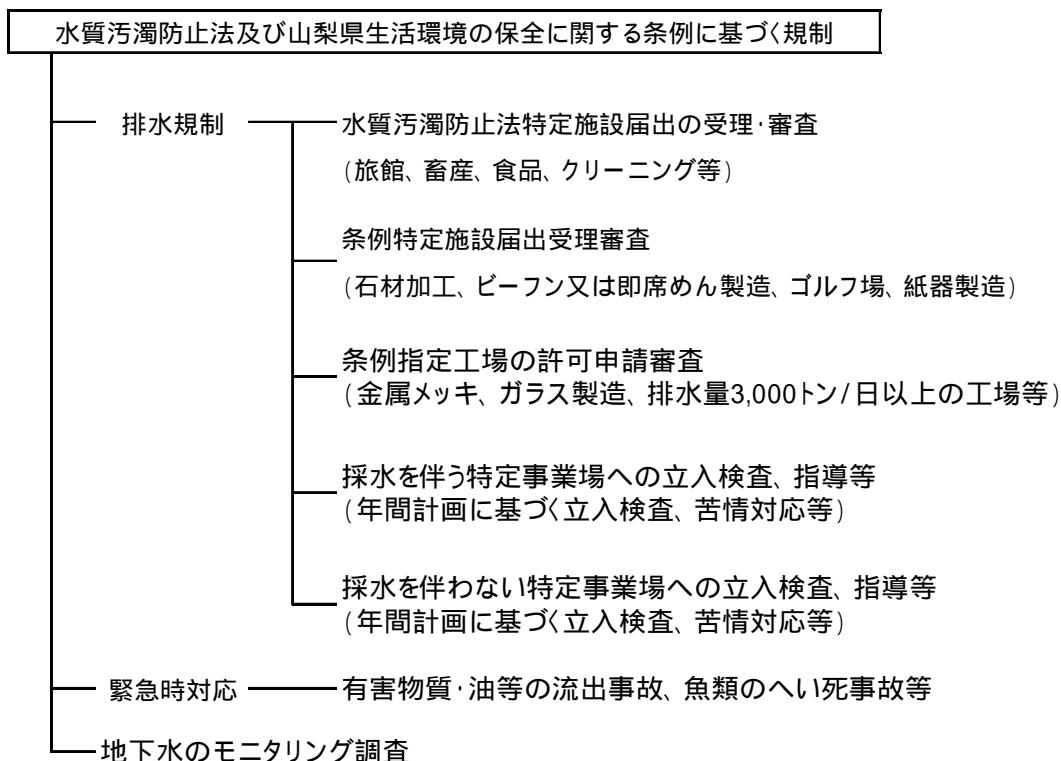 水質汚濁防止法及び山梨県生活環境の保全に関する条例に基づく規制
排水規制
水質汚濁防止法特定施設届出の受理・審査
(旅館、畜産、食品、クリーニング等)
条例特定施設届出受理審査
(石材加工、ビーフン又は即席めん製造、ゴルフ場、紙器製造)
条例指定工場の許可申請審査
(金属メッキ、ガラス製造、排水量3,000トン/日以上の工場等)
採水を伴う特定事業場への立入検査、指導等
(年間計画に基づく立入検査、苦情対応等)
採水を伴わない特定事業場への立入検査、指導等
(年間計画に基づく立入検査、苦情対応等)
緊急時対応
有害物質・油等の流出事故、魚類のへい死事故等
地下水のモニタリング調査